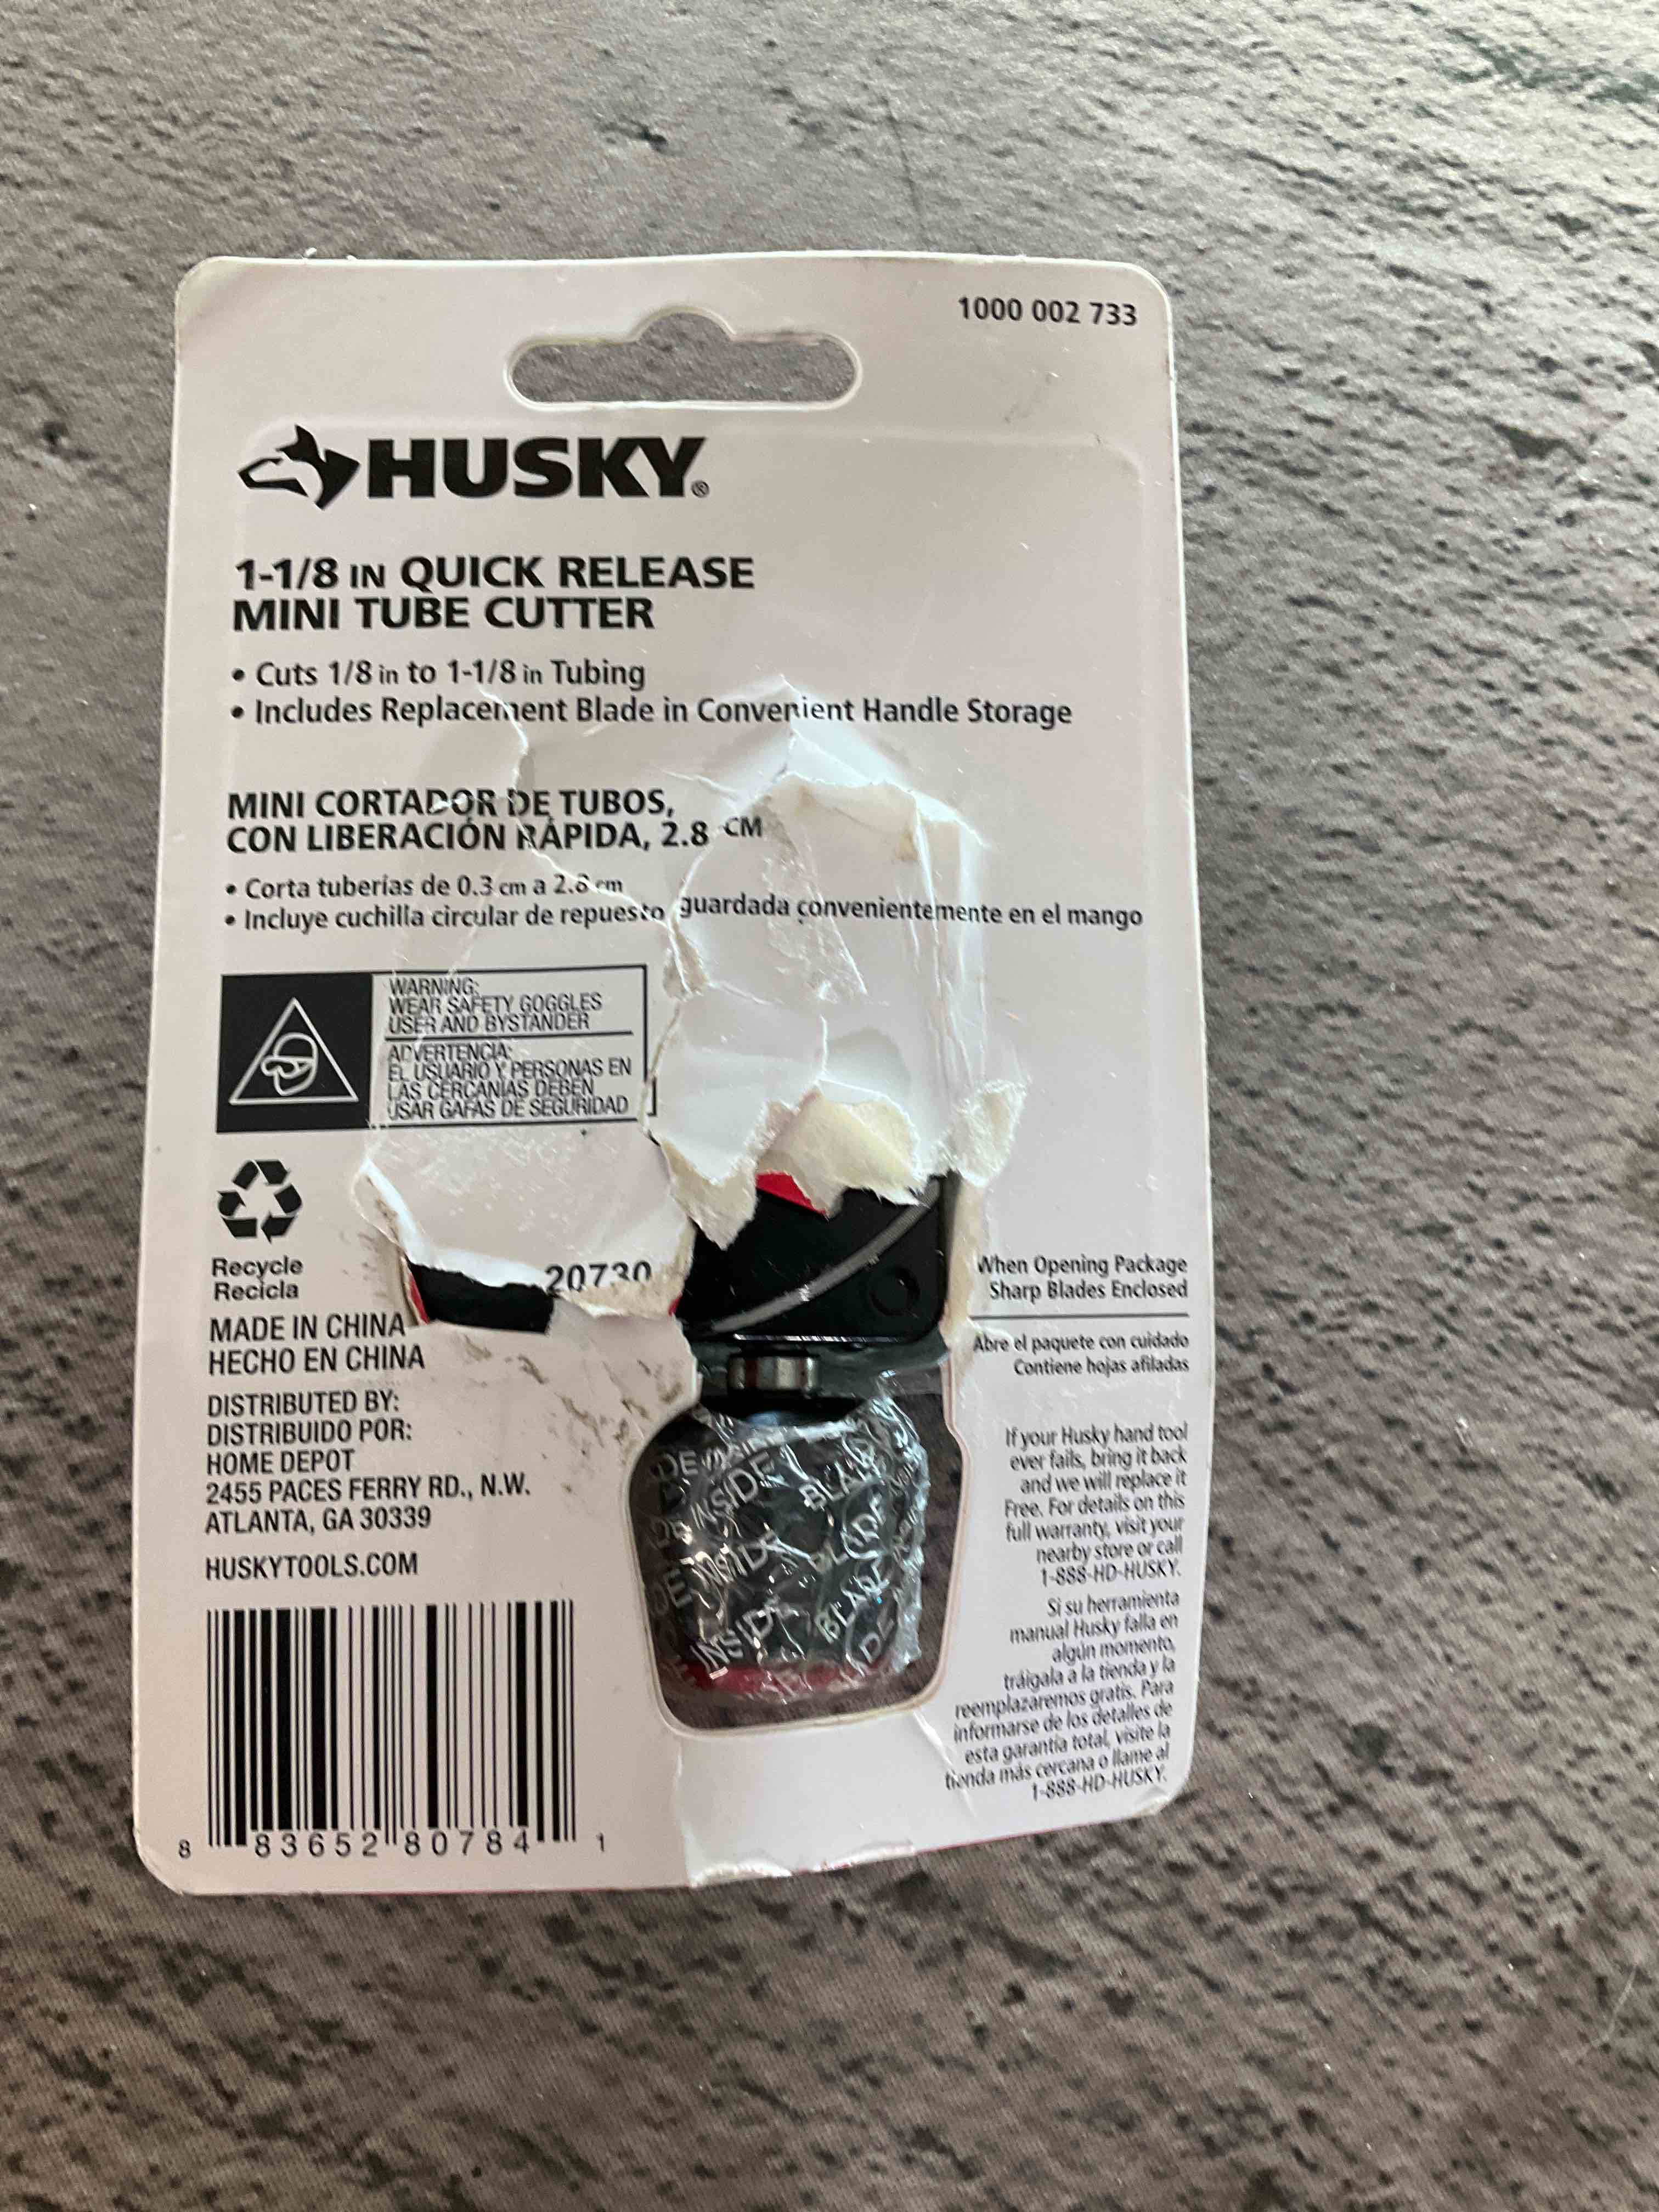 1000 002 733
HUSKY®
1-1/8 IN QUICK RELEASE
MINI TUBE CUTTER
• Cuts 1/8 in to 1-1/8 in Tubing
• Includes Replacement Blade in Convenient Handle Storage
MINI CORTADOR DE TUBOS,
CON LIBERACIÓN RÁPIDA, 2.8 CM
• Corta tuberías de 0.3 cm a 2.8 cm
• Incluye cuchilla circular de repuesto guardada convenientemente en el mango
WARNING:
WEAR SAFETY GOGGLES
USER AND BYSTANDER
ADVERTENCIA:
EL USUARIO Y PERSONAS EN
LAS CERCANÍAS DEBEN
USAR GAFAS DE SEGURIDAD
Recycle
Recicla
20730
MADE IN CHINA
HECHO EN CHINA
DISTRIBUTED BY:
DISTRIBUIDO POR:
HOME DEPOT
2455 PACES FERRY RD., N.W.
ATLANTA, GA 30339
HUSKYTOOLS.COM
8 83652 80784 1
When Opening Package
Sharp Blades Enclosed
Abre el paquete con cuidado
Contiene hojas afiladas
If your Husky hand tool
ever fails, bring it back
and we will replace it
Free. For details on this
full warranty, visit your
nearby store or call
1-888-HD-HUSKY.
Si su herramienta
manual Husky falla en
algún momento,
tráigala a la tienda y la
reemplazaremos gratis. Para
informarse de los detalles de
esta garantía total, visite la
tienda más cercana o llame al
1-888-HD-HUSKY.
INSIDE BLADE
INSIDE BLADE
INSIDE BLADE